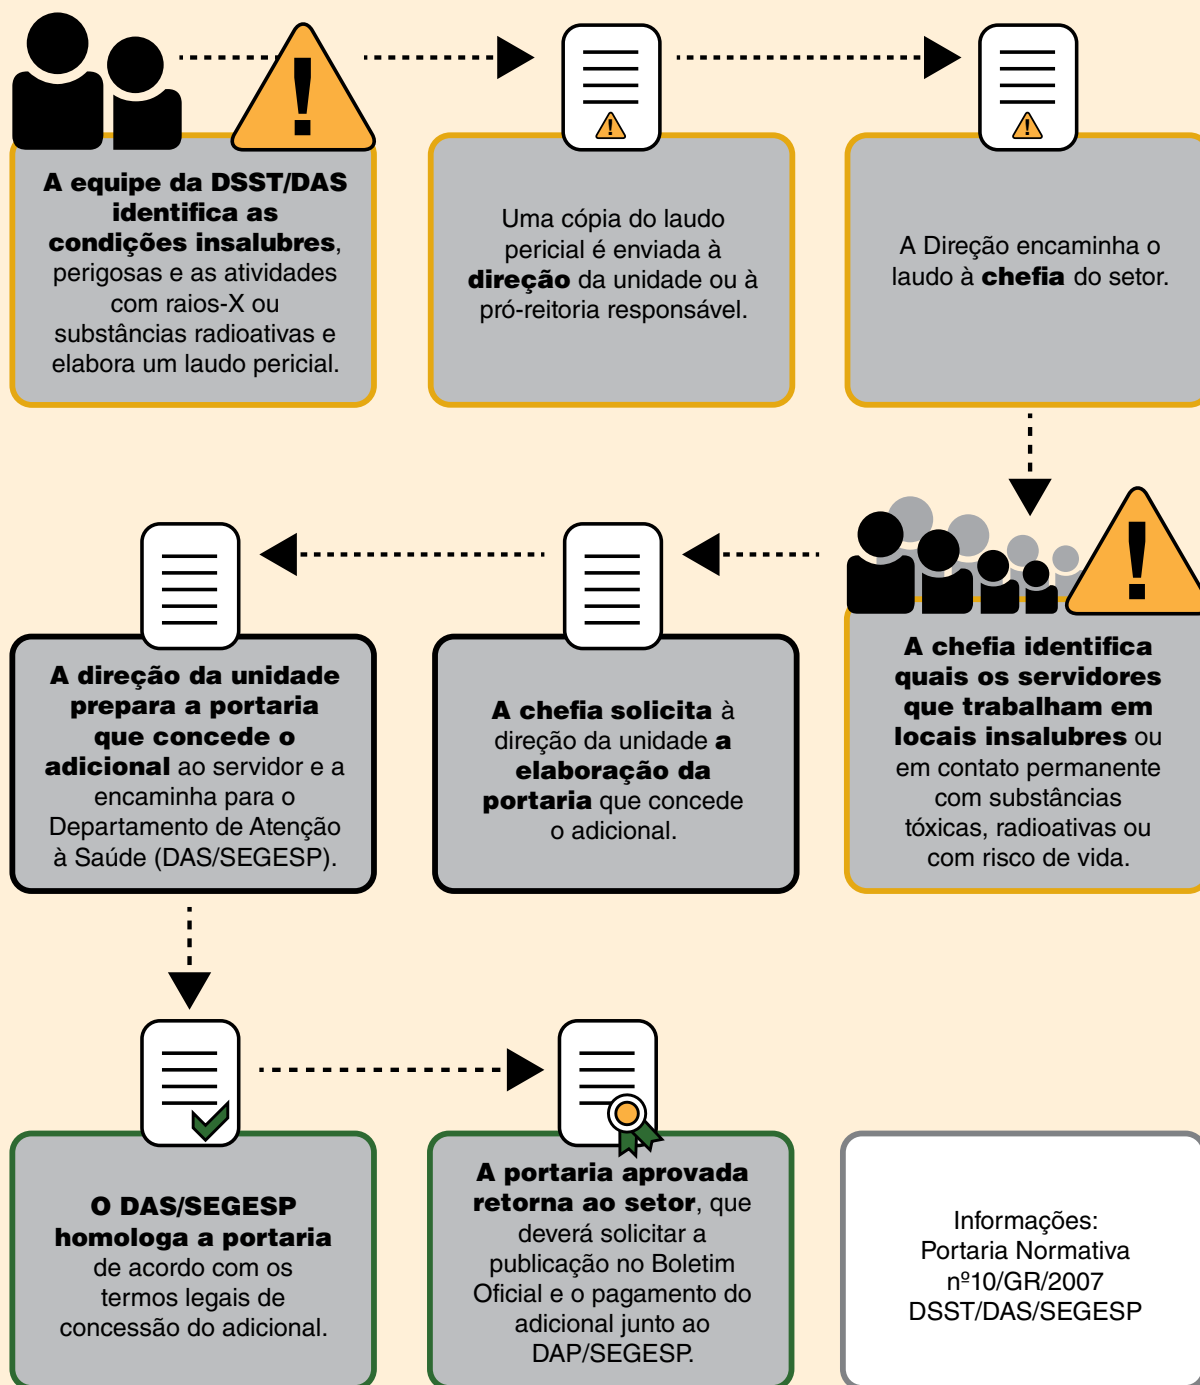 A equipe da DSST/DAS
identifica as
condições insalubres,
perigosas e as atividades
com raios-X ou
substâncias radioativas e
elabora um laudo pericial.
Uma cópia do laudo
pericial é enviada à
direção da unidade ou à
pró-reitoria responsável.
A Direção encaminha o
laudo à chefia do setor.
A chefia identifica
quais os servidores
que trabalham em
locais insalubres ou
em contato permanente
com substâncias
tóxicas, radioativas ou
com risco de vida.
A chefia solicita à
direção da unidade a
elaboração da
portaria que concede
o adicional.
A direção da unidade
prepara a portaria
que concede o
adicional ao servidor e a
encaminha para o
Departamento de Atenção
à Saúde (DAS/SEGESP).
O DAS/SEGESP
homologa a portaria
de acordo com os
termos legais de
concessão do adicional.
A portaria aprovada
retorna ao setor, que
deverá solicitar a
publicação no Boletim
Oficial e o pagamento do
adicional junto ao
DAP/SEGESP.
Informações:
Portaria Normativa
nº10/GR/2007
DSST/DAS/SEGESP